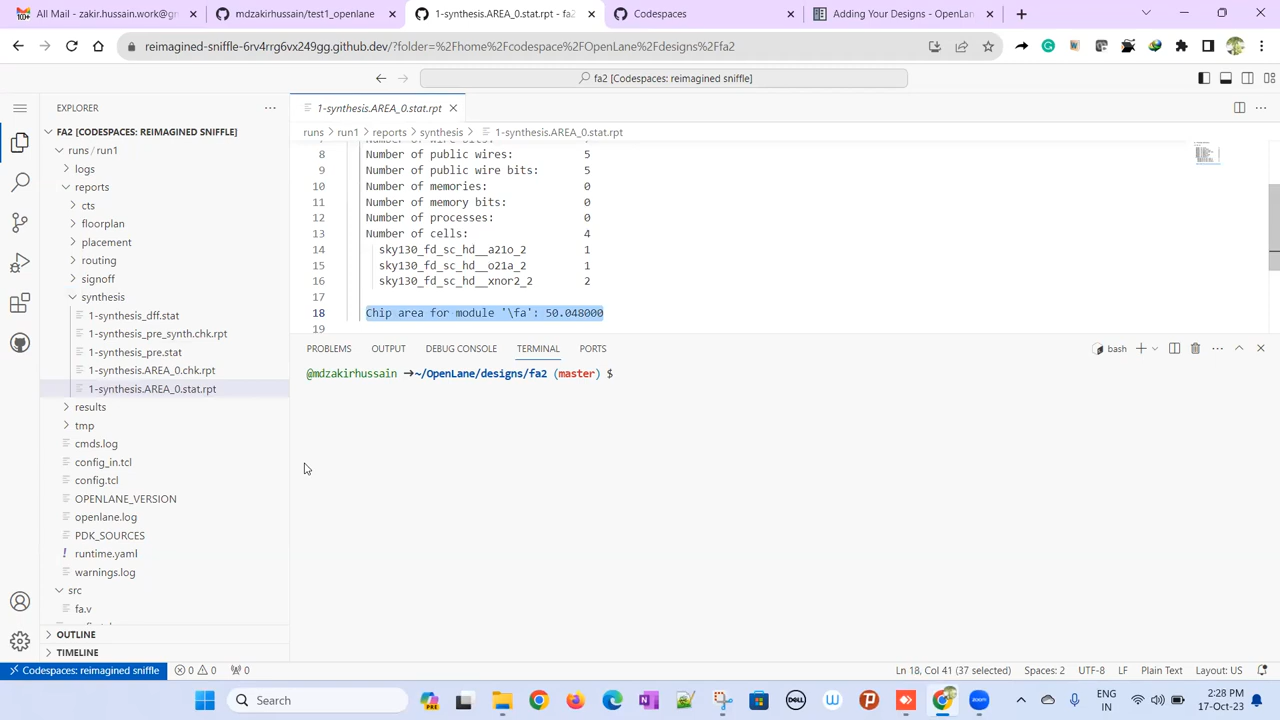 All Mail - zakir.hussain.work@gm
mdzakirhussain/test1_openlane
1-synthesis.AREA_0.stat.rpt - fa2
Codespaces
Adding Your Designs - OpenLan
reimagined-sniffle-6rv4rrg6vx249gg.github.dev/?folder=%2Fhome%2Fcodespace%2FOpenLane%2Fdesigns%2Ffa2
fa2 [Codespaces: reimagined sniffle]
EXPLORER
1-synthesis.AREA_0.stat.rpt
FA2 [CODESPACES: REIMAGINED SNIFFLE]
runs > run1 > reports > synthesis > 1-synthesis.AREA_0.stat.rpt
runs / run1
logs
reports
cts
floorplan
placement
routing
signoff
synthesis
1-synthesis_dff.stat
1-synthesis_pre_synth.chk.rpt
1-synthesis_pre.stat
1-synthesis.AREA_0.chk.rpt
1-synthesis.AREA_0.stat.rpt
results
tmp
cmds.log
config_in.tcl
config.tcl
OPENLANE_VERSION
openlane.log
PDK_SOURCES
runtime.yaml
warnings.log
src
fa.v
OUTLINE
TIMELINE
7 Number of wire bits: 7
8 Number of public wires: 5
9 Number of public wire bits: 5
10 Number of memories: 0
11 Number of memory bits: 0
12 Number of processes: 0
13 Number of cells: 4
14 sky130_fd_sc_hd__a21o_2 1
15 sky130_fd_sc_hd__o21a_2 1
16 sky130_fd_sc_hd__xnor2_2 2
17
18 Chip area for module '\fa': 50.048000
19
PROBLEMS OUTPUT DEBUG CONSOLE TERMINAL PORTS
bash
@mdzakirhussain ➜~/OpenLane/designs/fa2 (master) $
Codespaces: reimagined sniffle 0 0 0
Ln 18, Col 41 (37 selected) Spaces: 2 UTF-8 LF Plain Text Layout: US
Search
DELL
ENG
IN
2:28 PM
17-Oct-23